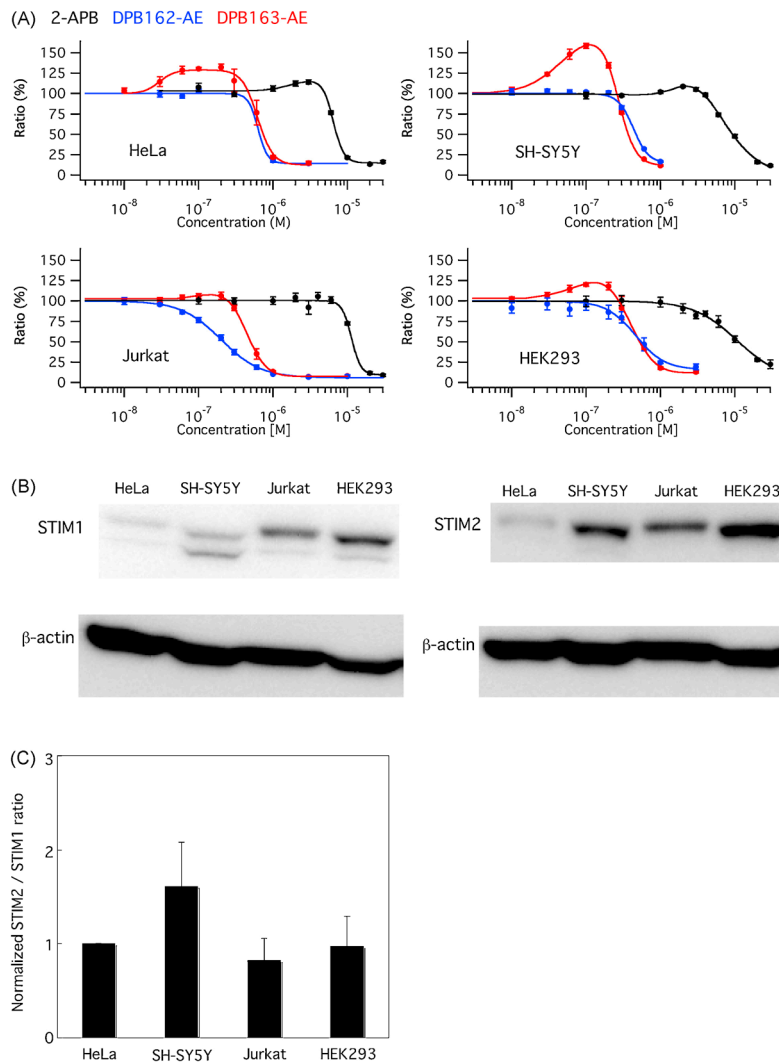 (A) 2-APB DPB162-AE DPB163-AE
Ratio (%)
150
125
100
75
50
25
0
HeLa
10-8 10-7 10-6 10-5
Concentration (M)
Ratio (%)
150
125
100
75
50
25
0
SH-SY5Y
10-8 10-7 10-6 10-5
Concentration [M]
Ratio (%)
150
125
100
75
50
25
0
Jurkat
10-8 10-7 10-6 10-5
Concentration [M]
Ratio (%)
150
125
100
75
50
25
0
HEK293
10-8 10-7 10-6 10-5
Concentration [M]
(B)
HeLa SH-SY5Y Jurkat HEK293
STIM1
β-actin
HeLa SH-SY5Y Jurkat HEK293
STIM2
β-actin
(C)
Normalized STIM2 / STIM1 ratio
3
2
1
0
HeLa SH-SY5Y Jurkat HEK293